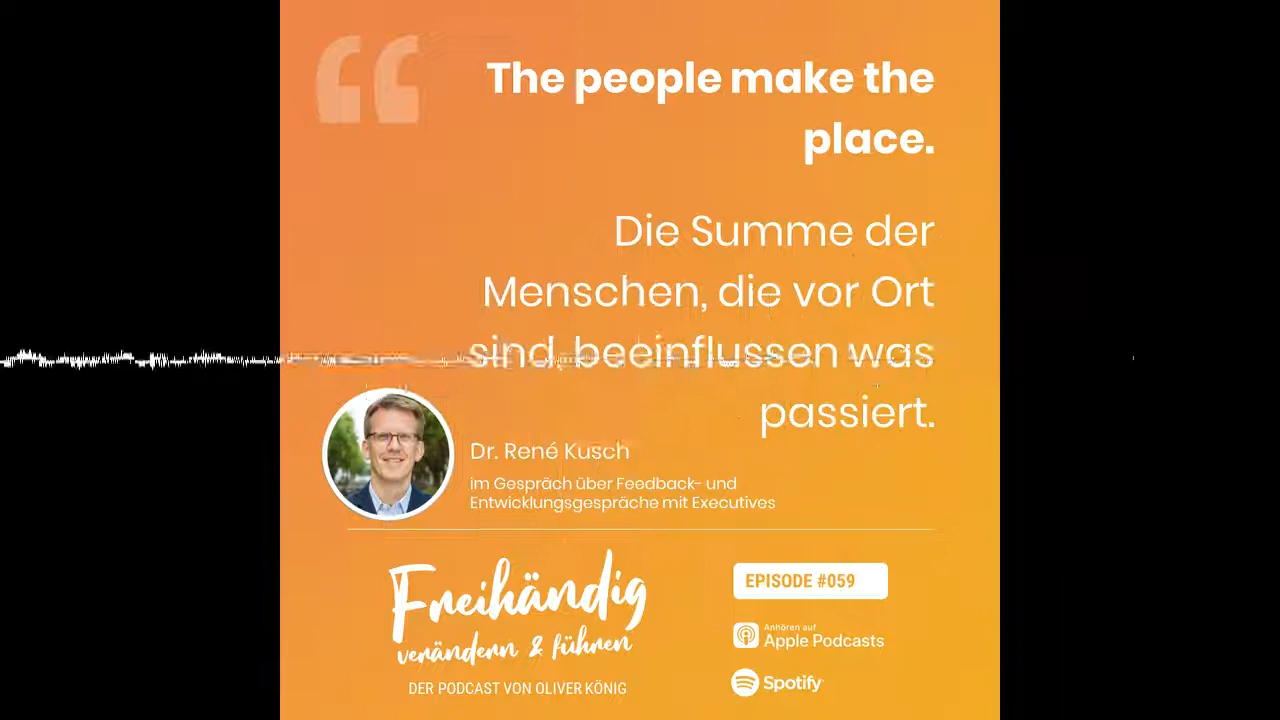 The people make the
place.
Die Summe der
Menschen, die vor Ort
sind, beeinflussen was
passiert.
Dr. René Kusch
im Gespräch über Feedback- und
Entwicklungsgespräche mit Executives
Freihändig
verändern & führen
DER PODCAST VON OLIVER KÖNIG
EPISODE #059
Anhören auf
Apple Podcasts
Spotify